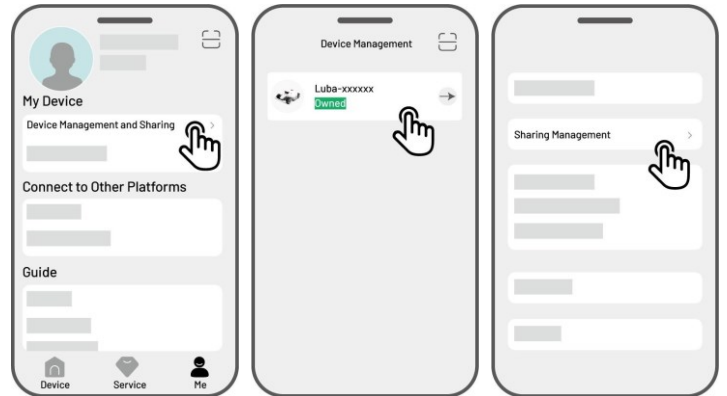 My Device
Device Management and Sharing >
Connect to Other Platforms
Guide
Device Service Me
Device Management
Luba-xxxxxx
Owned
Sharing Management >